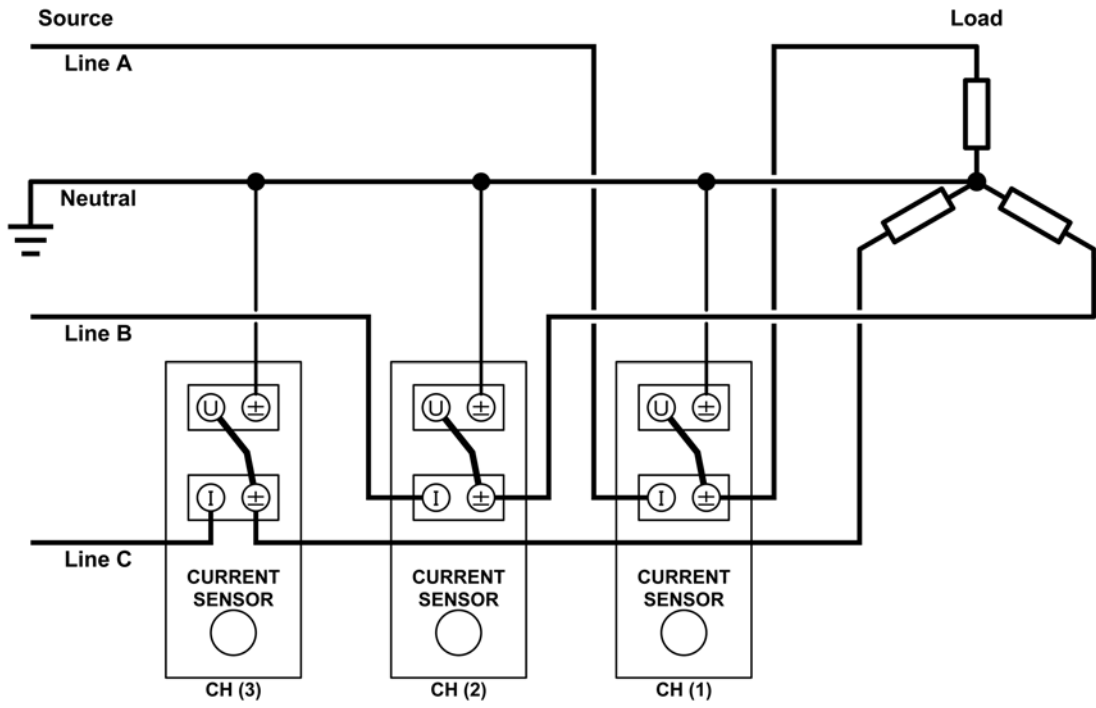 Source
Load
Line A
Neutral
Line B
U ±
U ±
U ±
I ±
I ±
I ±
Line C
CURRENT
SENSOR
CURRENT
SENSOR
CURRENT
SENSOR
CH (3)
CH (2)
CH (1)